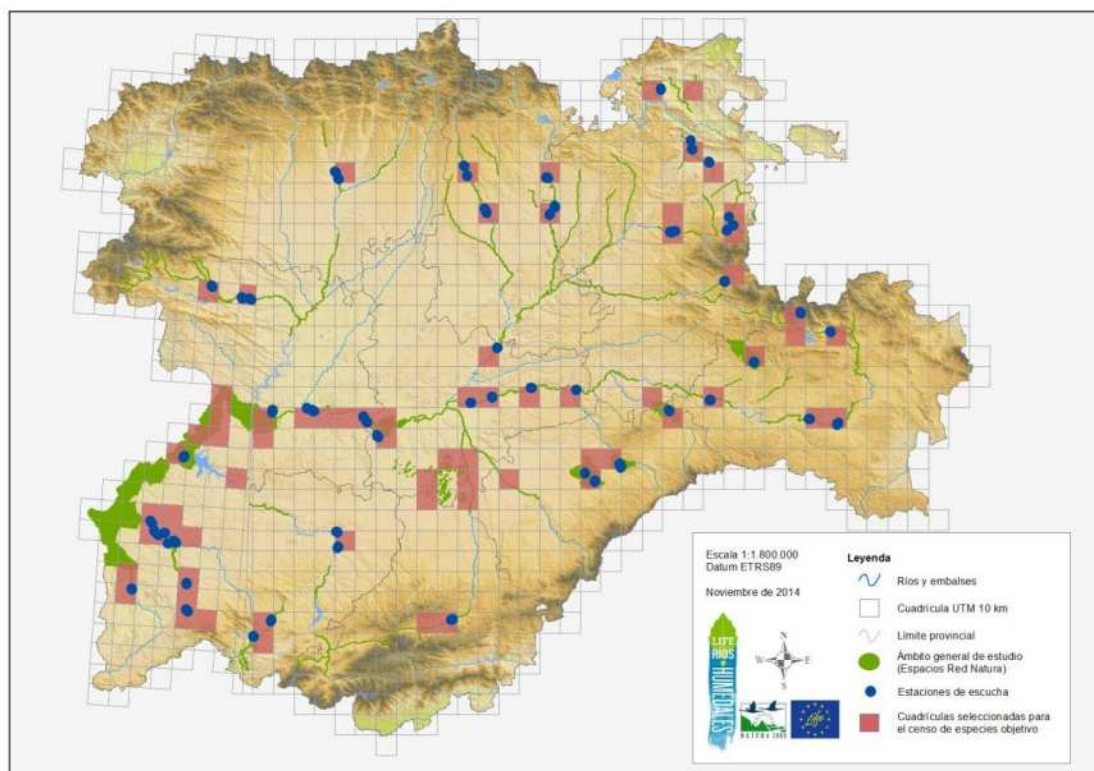 Escala 1:1.800.000
Datum ETRS89
Noviembre de 2014
Leyenda
Ríos y embalses
Cuadrícula UTM 10 km
Límite provincial
Ámbito general de estudio
(Espacios Red Natura)
Estaciones de escucha
Cuadrículas seleccionadas para
el censo de especies objetivo
LIFE
RIOS
HUMEDALES
N
W E
S
NATURA 2000
Life